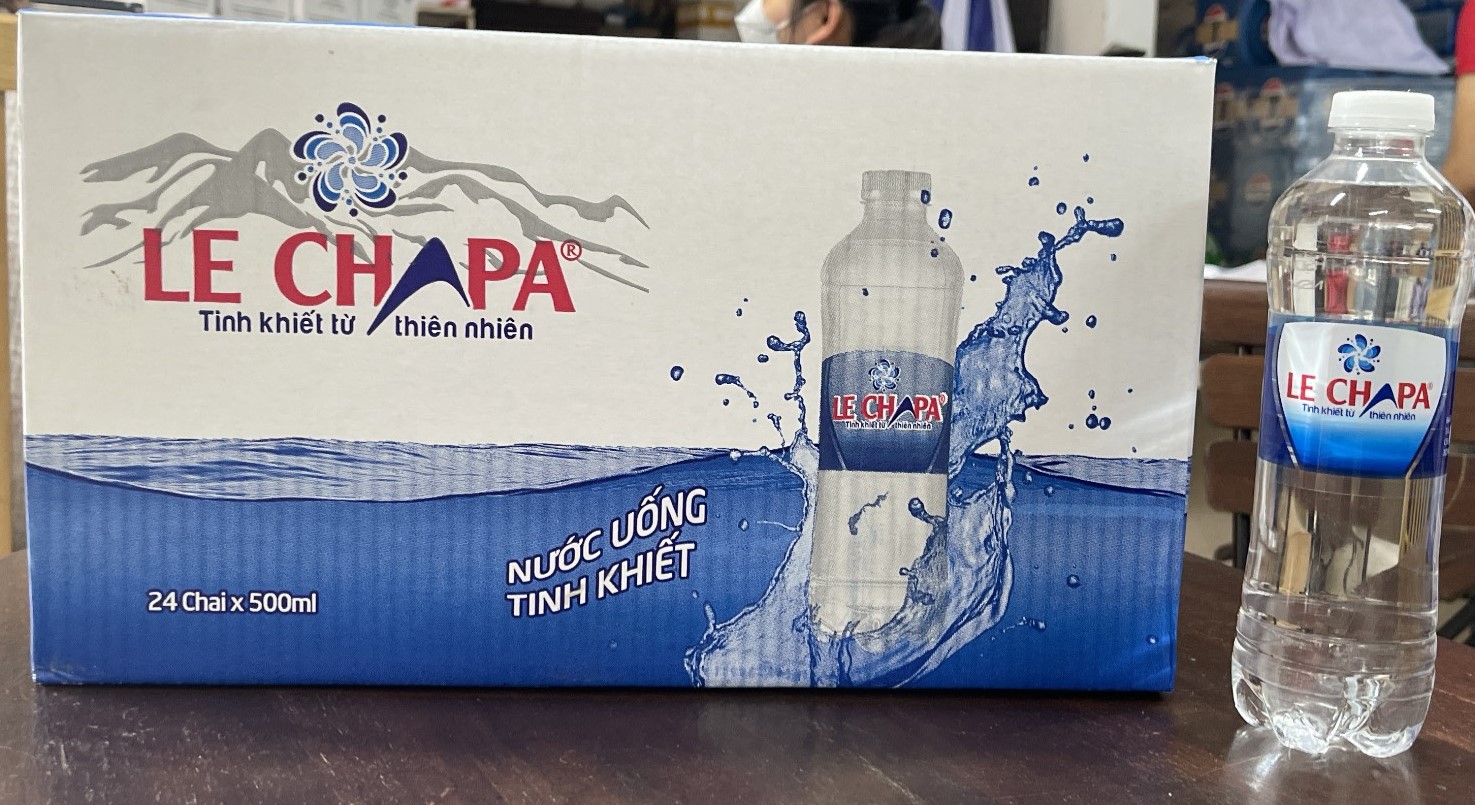 LE CHAPA®
Tinh khiết từ thiên nhiên
LE CHAPA®
Tinh khiết từ thiên nhiên
NƯỚC UỐNG
TINH KHIẾT
24 Chai x 500ml
LE CHAPA®
Tinh khiết từ thiên nhiên